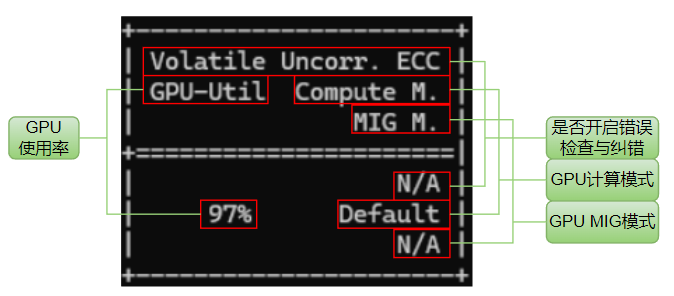 Volatile Uncorr. ECC
GPU-Util Compute M.
MIG M.
N/A
97% Default
N/A
GPU
使用率
是否开启错误
检查与纠错
GPU计算模式
GPU MIG模式